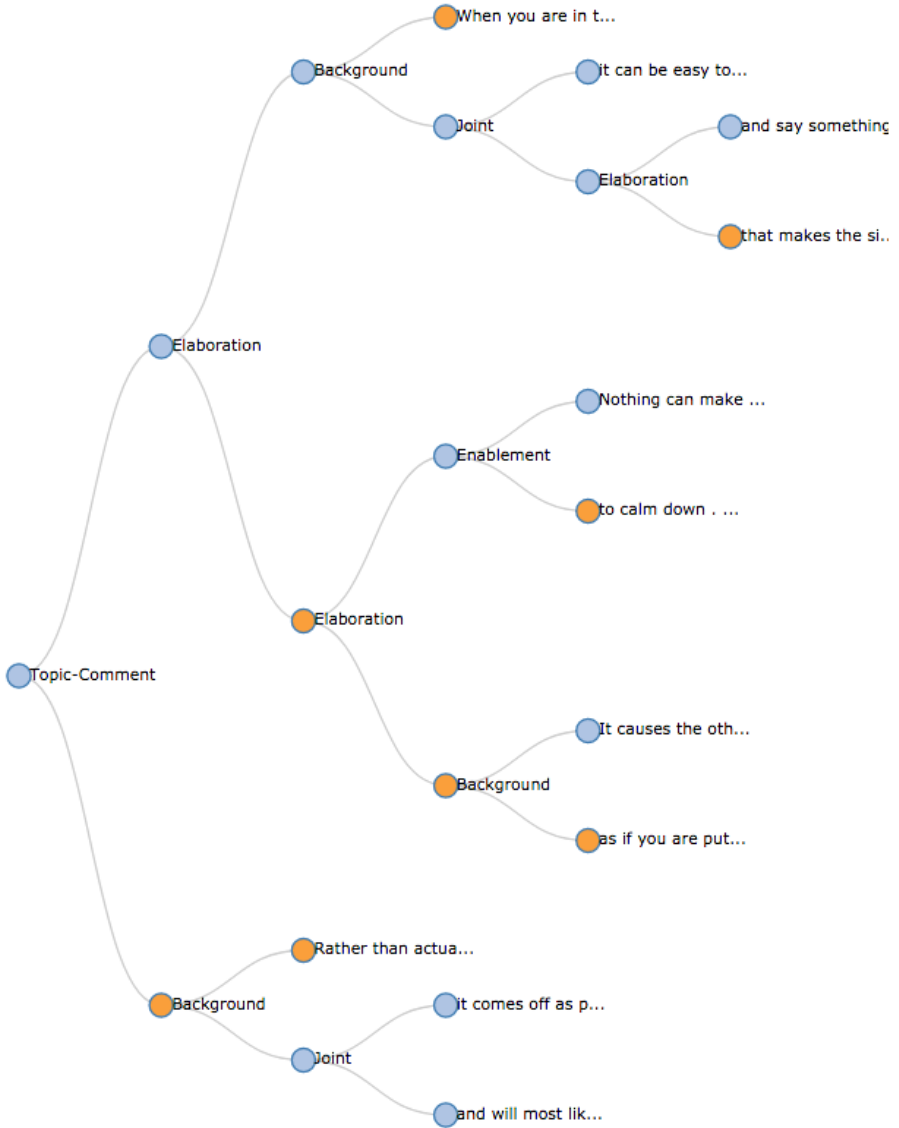 When you are in t...
Background
it can be easy to...
Joint
and say something
Elaboration
that makes the si..
Elaboration
Nothing can make ...
Enablement
to calm down . ...
Elaboration
Topic-Comment
It causes the oth...
Background
as if you are put...
Rather than actua...
Background
it comes off as p...
Joint
and will most lik...